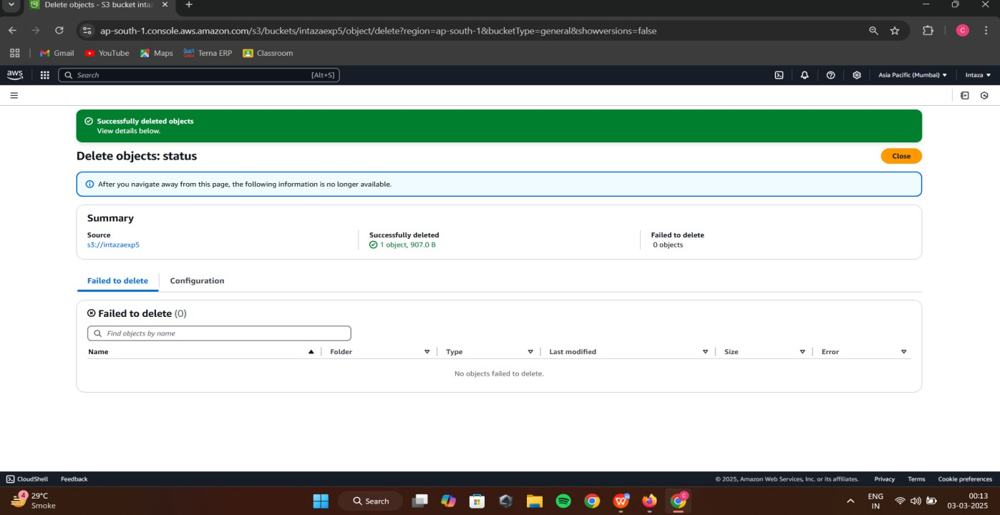 Delete objects - S3 bucket intaz
ap-south-1.console.aws.amazon.com/s3/buckets/intazaexp5/object/delete?region=ap-south-1&bucketType=general&showversions=false
C
Gmail YouTube Maps Terna ERP Classroom
aws Search [Alt+S] Asia Pacific (Mumbai) Intaza
Successfully deleted objects
View details below.
Delete objects: status Close
After you navigate away from this page, the following information is no longer available.
Summary
Source Successfully deleted Failed to delete
s3://intazaexp5 1 object, 907.0 B 0 objects
Failed to delete Configuration
Failed to delete (0)
Find objects by name
Name Folder Type Last modified Size Error
No objects failed to delete.
CloudShell Feedback © 2025, Amazon Web Services, Inc. or its affiliates. Privacy Terms Cookie preferences
4 29°C Search ENG 00:13
Smoke IN 03-03-2025